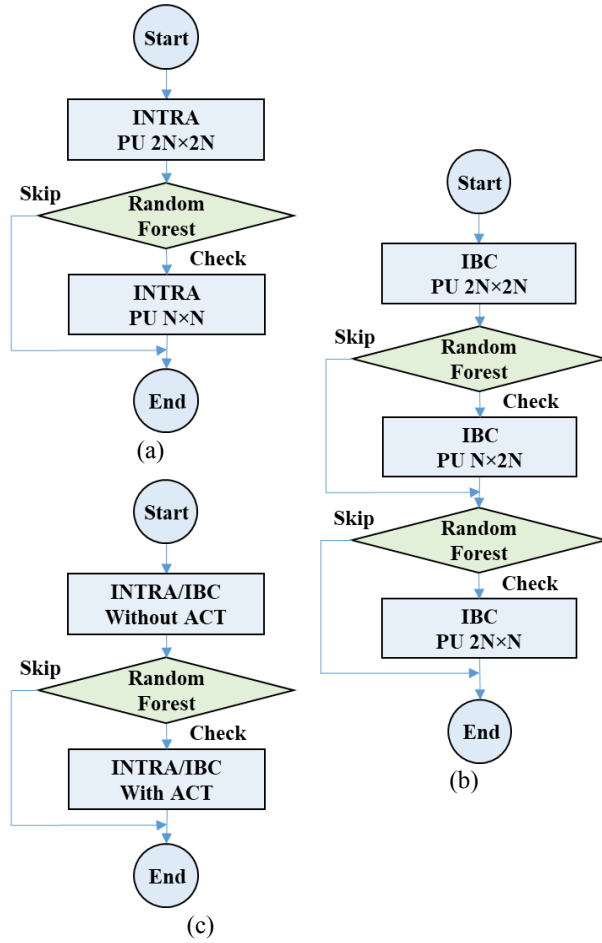 Start
INTRA
PU 2N×2N
Skip
Random
Forest
Check
INTRA
PU N×N
End
(a)
Start
IBC
PU 2N×2N
Skip
Random
Forest
Check
IBC
PU N×2N
Skip
Random
Forest
Check
IBC
PU 2N×N
End
(b)
Start
INTRA/IBC
Without ACT
Skip
Random
Forest
Check
INTRA/IBC
With ACT
End
(c)